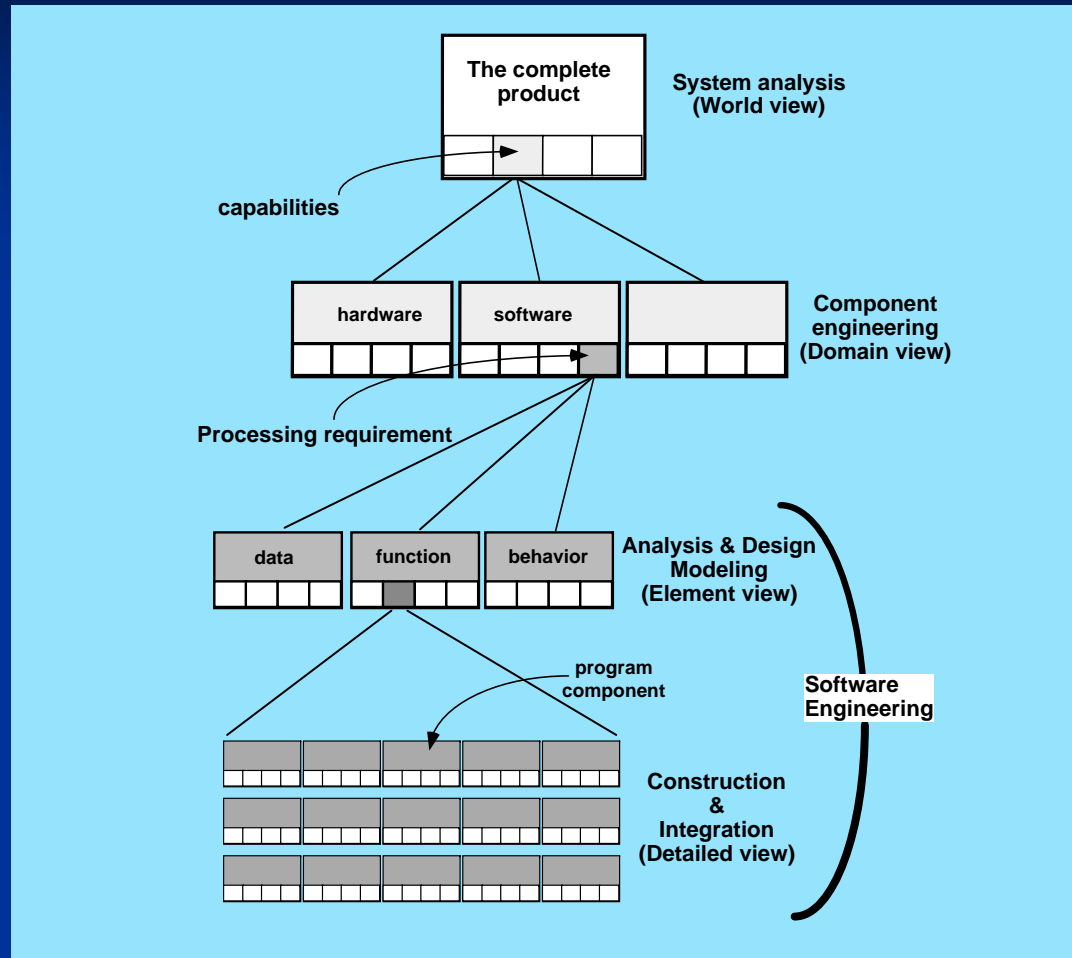 The complete
product
System analysis
(World view)
capabilities
hardware
software
Component
engineering
(Domain view)
Processing requirement
data
function
behavior
Analysis & Design
Modeling
(Element view)
program
component
Software
Engineering
Construction
&
Integration
(Detailed view)